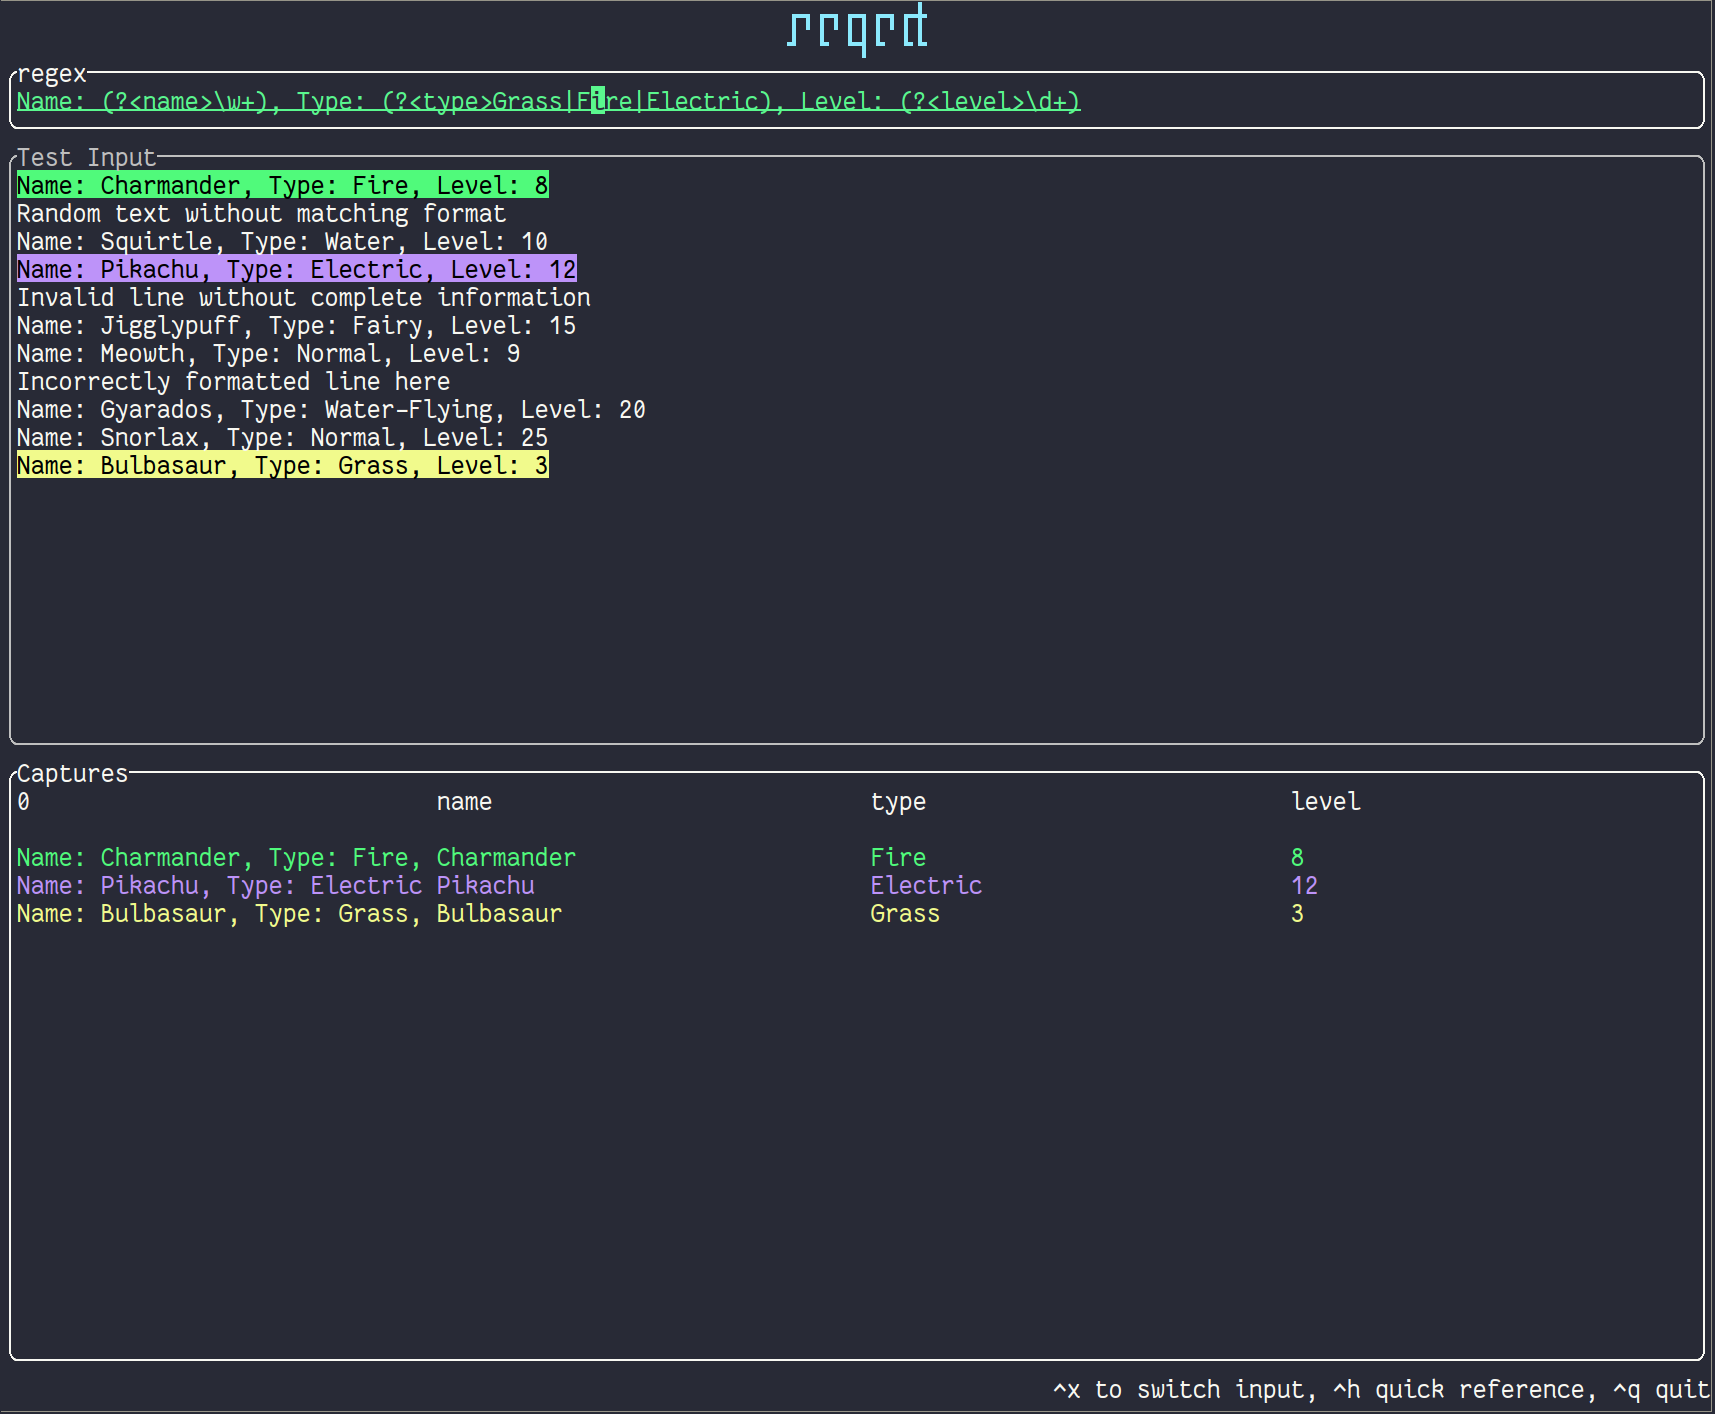 regex
Name: (?<name>\w+), Type: (?<type>Grass|Fire|Electric), Level: (?<level>\d+)
Test Input
Name: Charmander, Type: Fire, Level: 8
Random text without matching format
Name: Squirtle, Type: Water, Level: 10
Name: Pikachu, Type: Electric, Level: 12
Invalid line without complete information
Name: Jigglypuff, Type: Fairy, Level: 15
Name: Meowth, Type: Normal, Level: 9
Incorrectly formatted line here
Name: Gyarados, Type: Water-Flying, Level: 20
Name: Snorlax, Type: Normal, Level: 25
Name: Bulbasaur, Type: Grass, Level: 3
Captures
0 name type level
Name: Charmander, Type: Fire, Charmander Fire 8
Name: Pikachu, Type: Electric Pikachu Electric 12
Name: Bulbasaur, Type: Grass, Bulbasaur Grass 3
^x to switch input, ^h quick reference, ^q quit